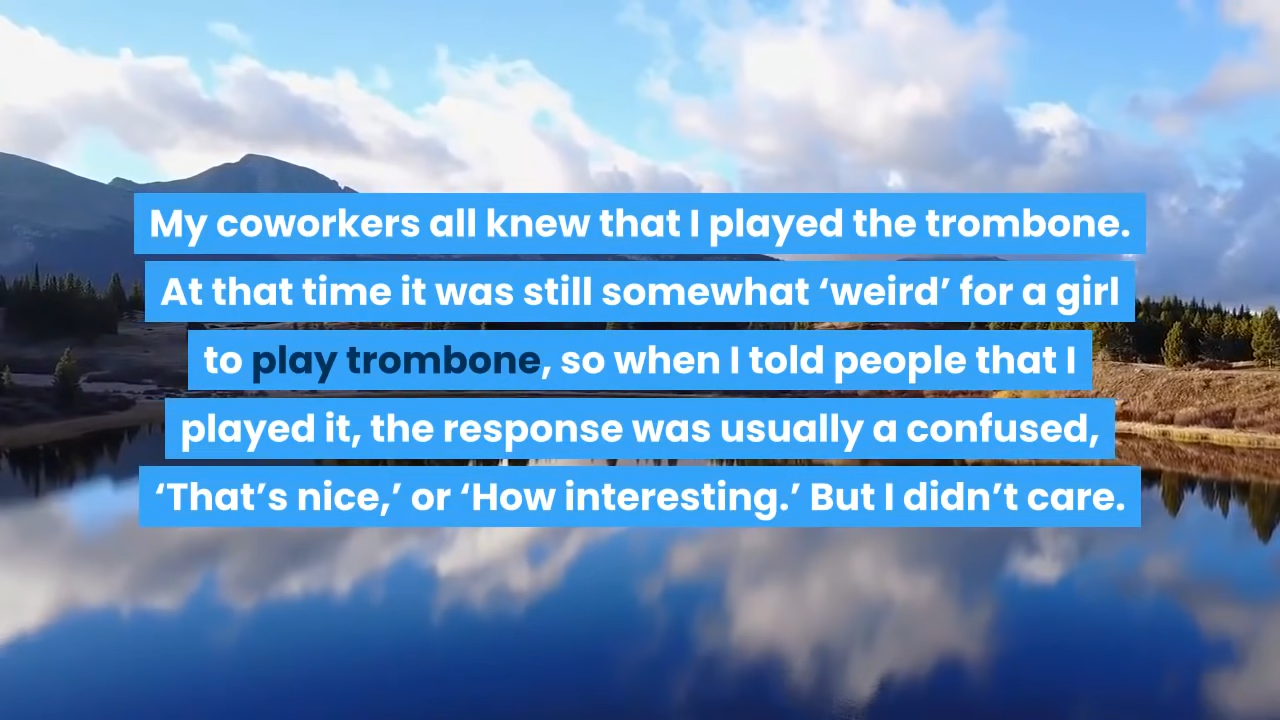 My coworkers all knew that I played the trombone.
At that time it was still somewhat ‘weird’ for a girl
to play trombone, so when I told people that I
played it, the response was usually a confused,
‘That’s nice,’ or ‘How interesting.’ But I didn’t care.